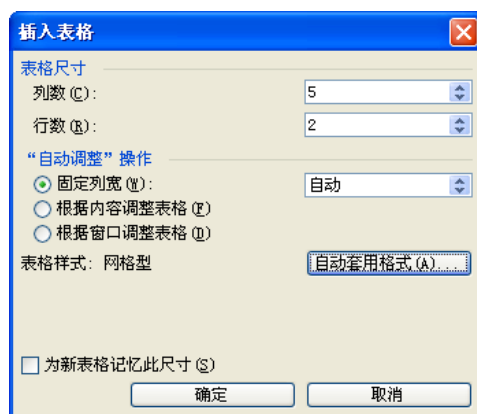 插入表格
表格尺寸
列数(C): 5
行数(R): 2
“自动调整”操作
固定列宽(W): 自动
根据内容调整表格(F)
根据窗口调整表格(D)
表格样式: 网格型 自动套用格式(A)...
为新表格记忆此尺寸(S)
确定 取消